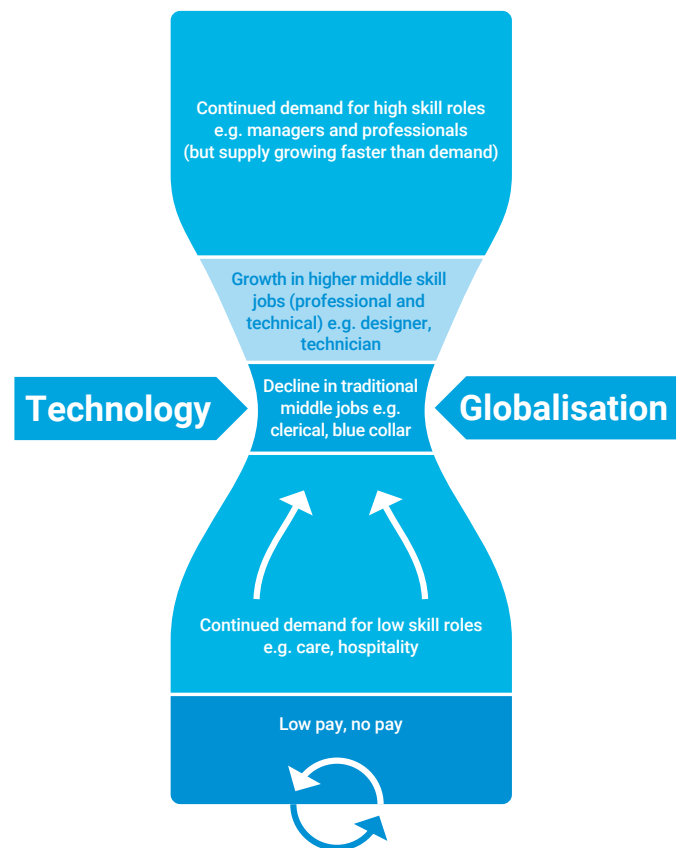 Continued demand for high skill roles
e.g. managers and professionals
(but supply growing faster than demand)
Growth in higher middle skill
jobs (professional and
technical) e.g. designer,
technician
Technology
Decline in traditional
middle jobs e.g.
clerical, blue collar
Globalisation
Continued demand for low skill roles
e.g. care, hospitality
Low pay, no pay